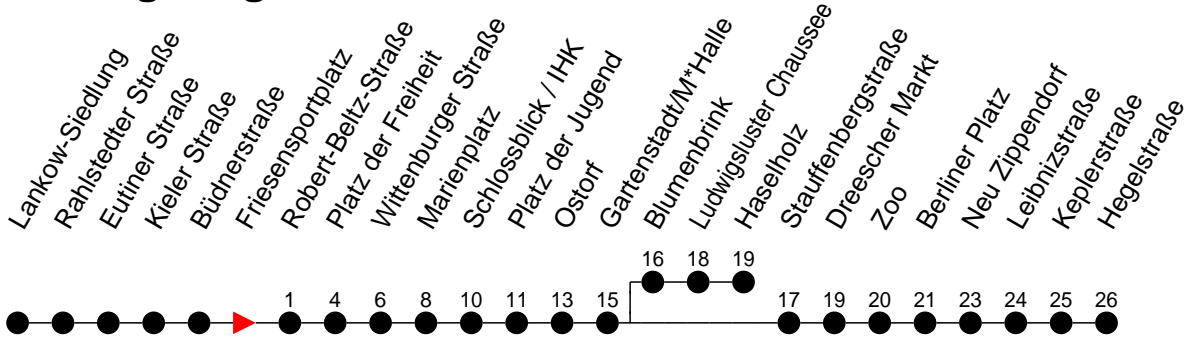 Lankow-Siedlung
Rahlstedter Straße
Eutiner Straße
Kieler Straße
Büdnerstraße
Friesensportplatz
Robert-Beltz-Straße
Platz der Freiheit
Wittenburger Straße
Marienplatz
Schlossblick / IHK
Platz der Jugend
Ostorf
Gartenstadt/M*Halle
Blumenbrink
Ludwigsluster Chaussee
Haselholz
Stauffenbergstraße
Dreescher Markt
Zoo
Berliner Platz
Neu Zippendorf
Leibnizstraße
Keplerstraße
Hegelstraße
16 18 19
1 4 6 8 10 11 13 15 17 19 20 21 23 24 25 26